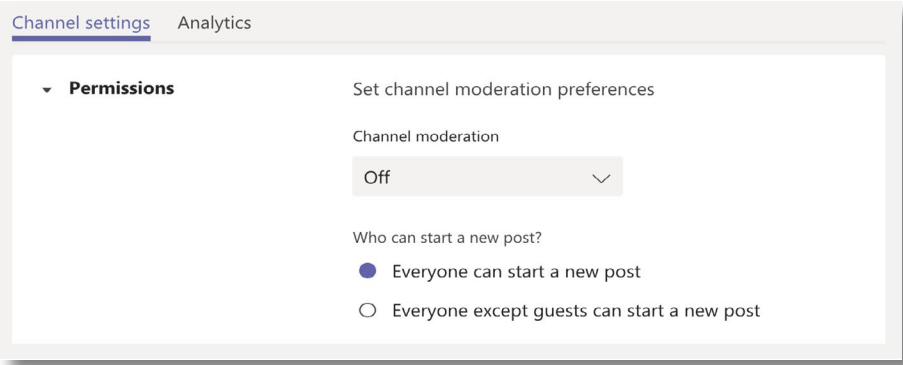 Channel settings Analytics
Permissions
Set channel moderation preferences
Channel moderation
Off
Who can start a new post?
Everyone can start a new post
Everyone except guests can start a new post